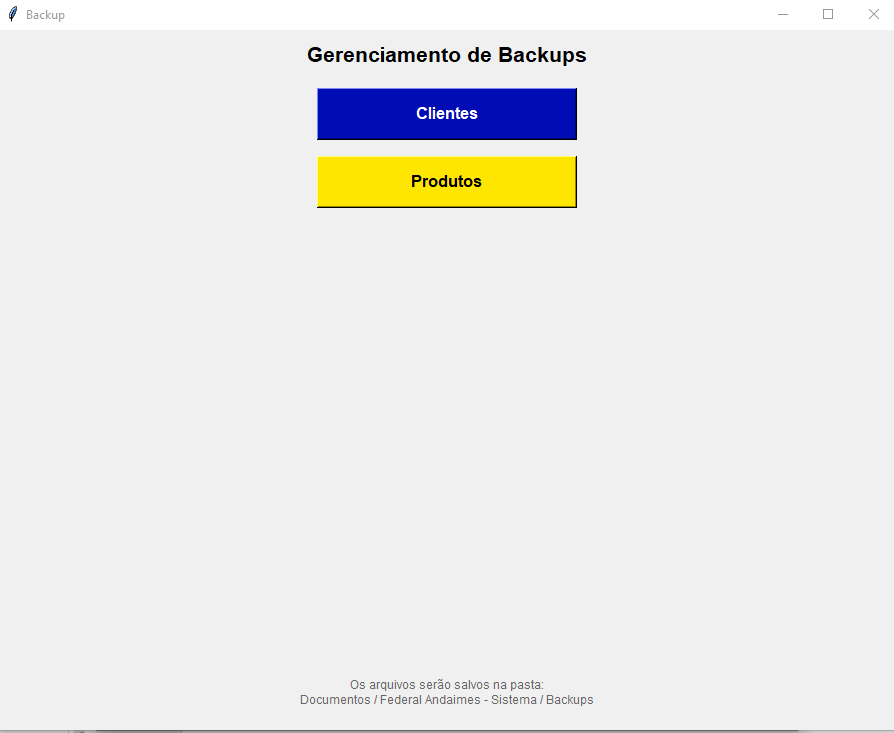 Backup
Gerenciamento de Backups
Clientes
Produtos
Os arquivos serão salvos na pasta:
Documentos / Federal Andaimes - Sistema / Backups